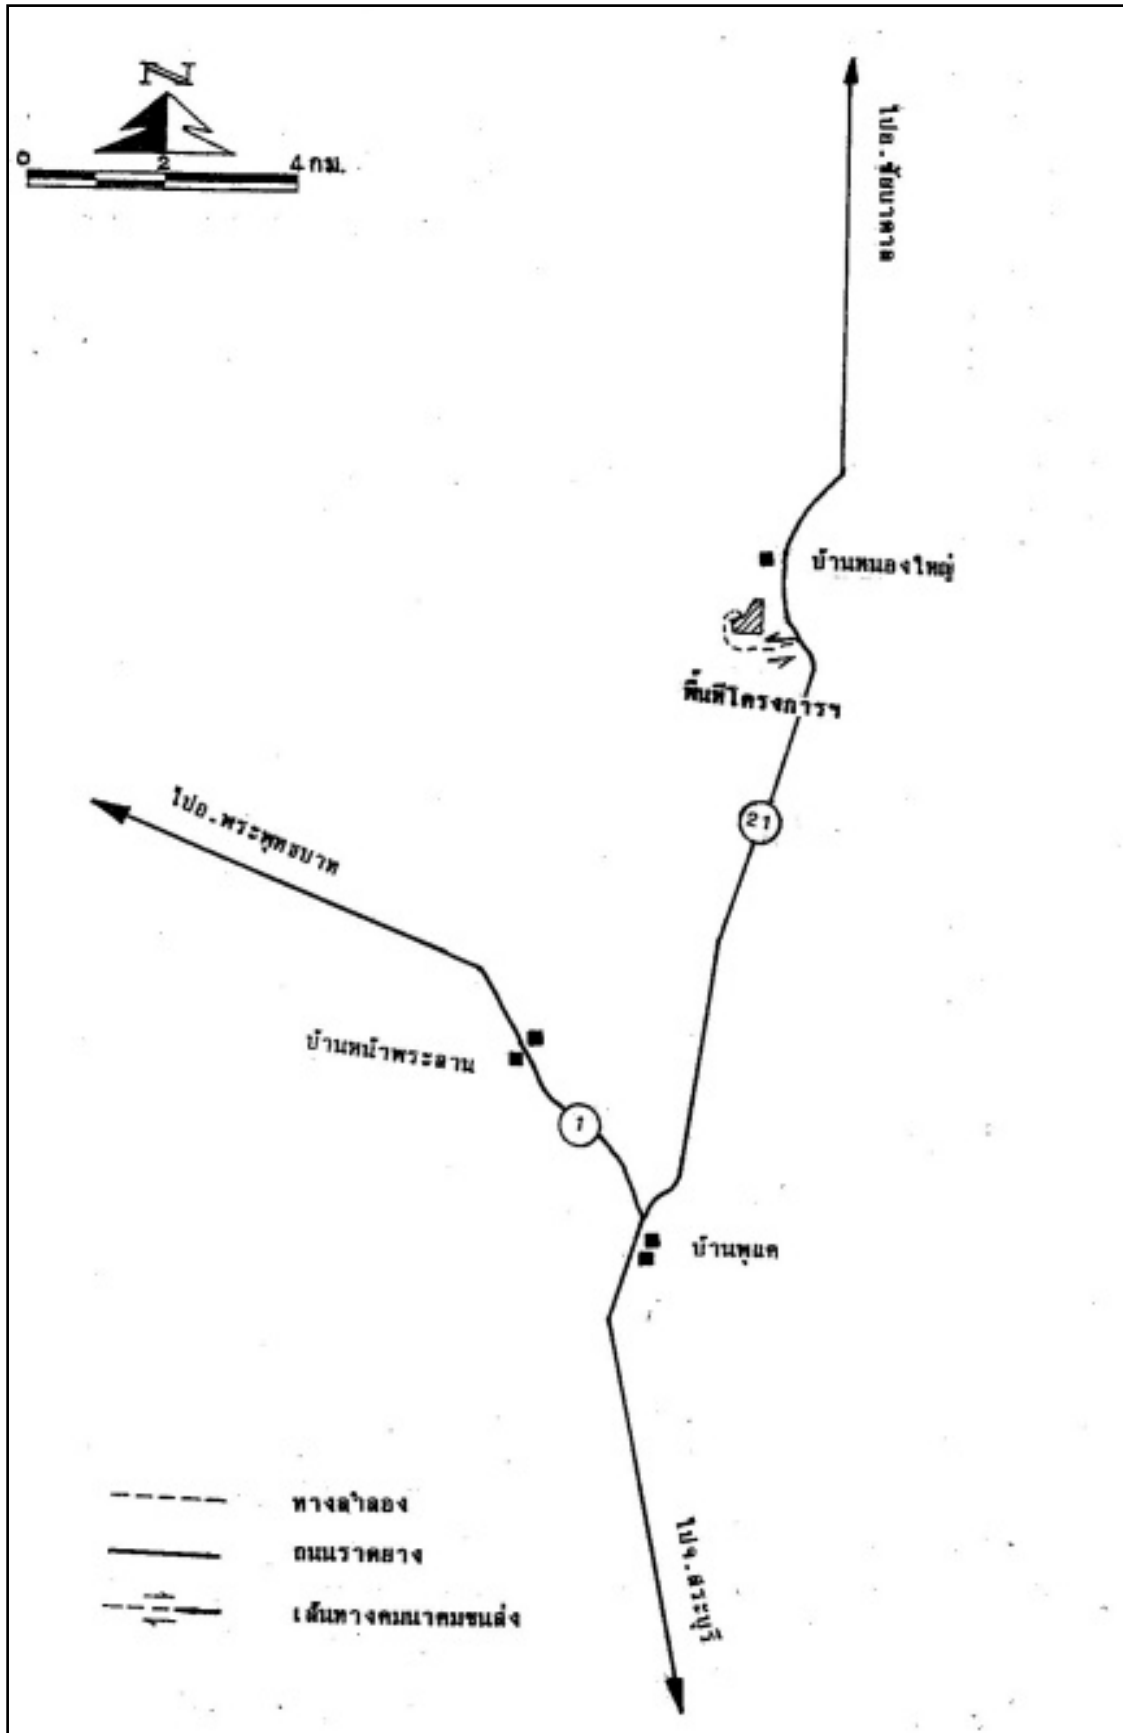 N
0 2 4 กม.
ไปอ.ชัยบาดาล
บ้านหนองใหญ่
พื้นที่โครงการฯ
21
ไปอ.พระพุทธบาท
บ้านหน้าพระลาน
1
บ้านพุแค
ไปจ.สระบุรี
ทางลำลอง
ถนนราดยาง
เส้นทางคมนาคมขนส่ง